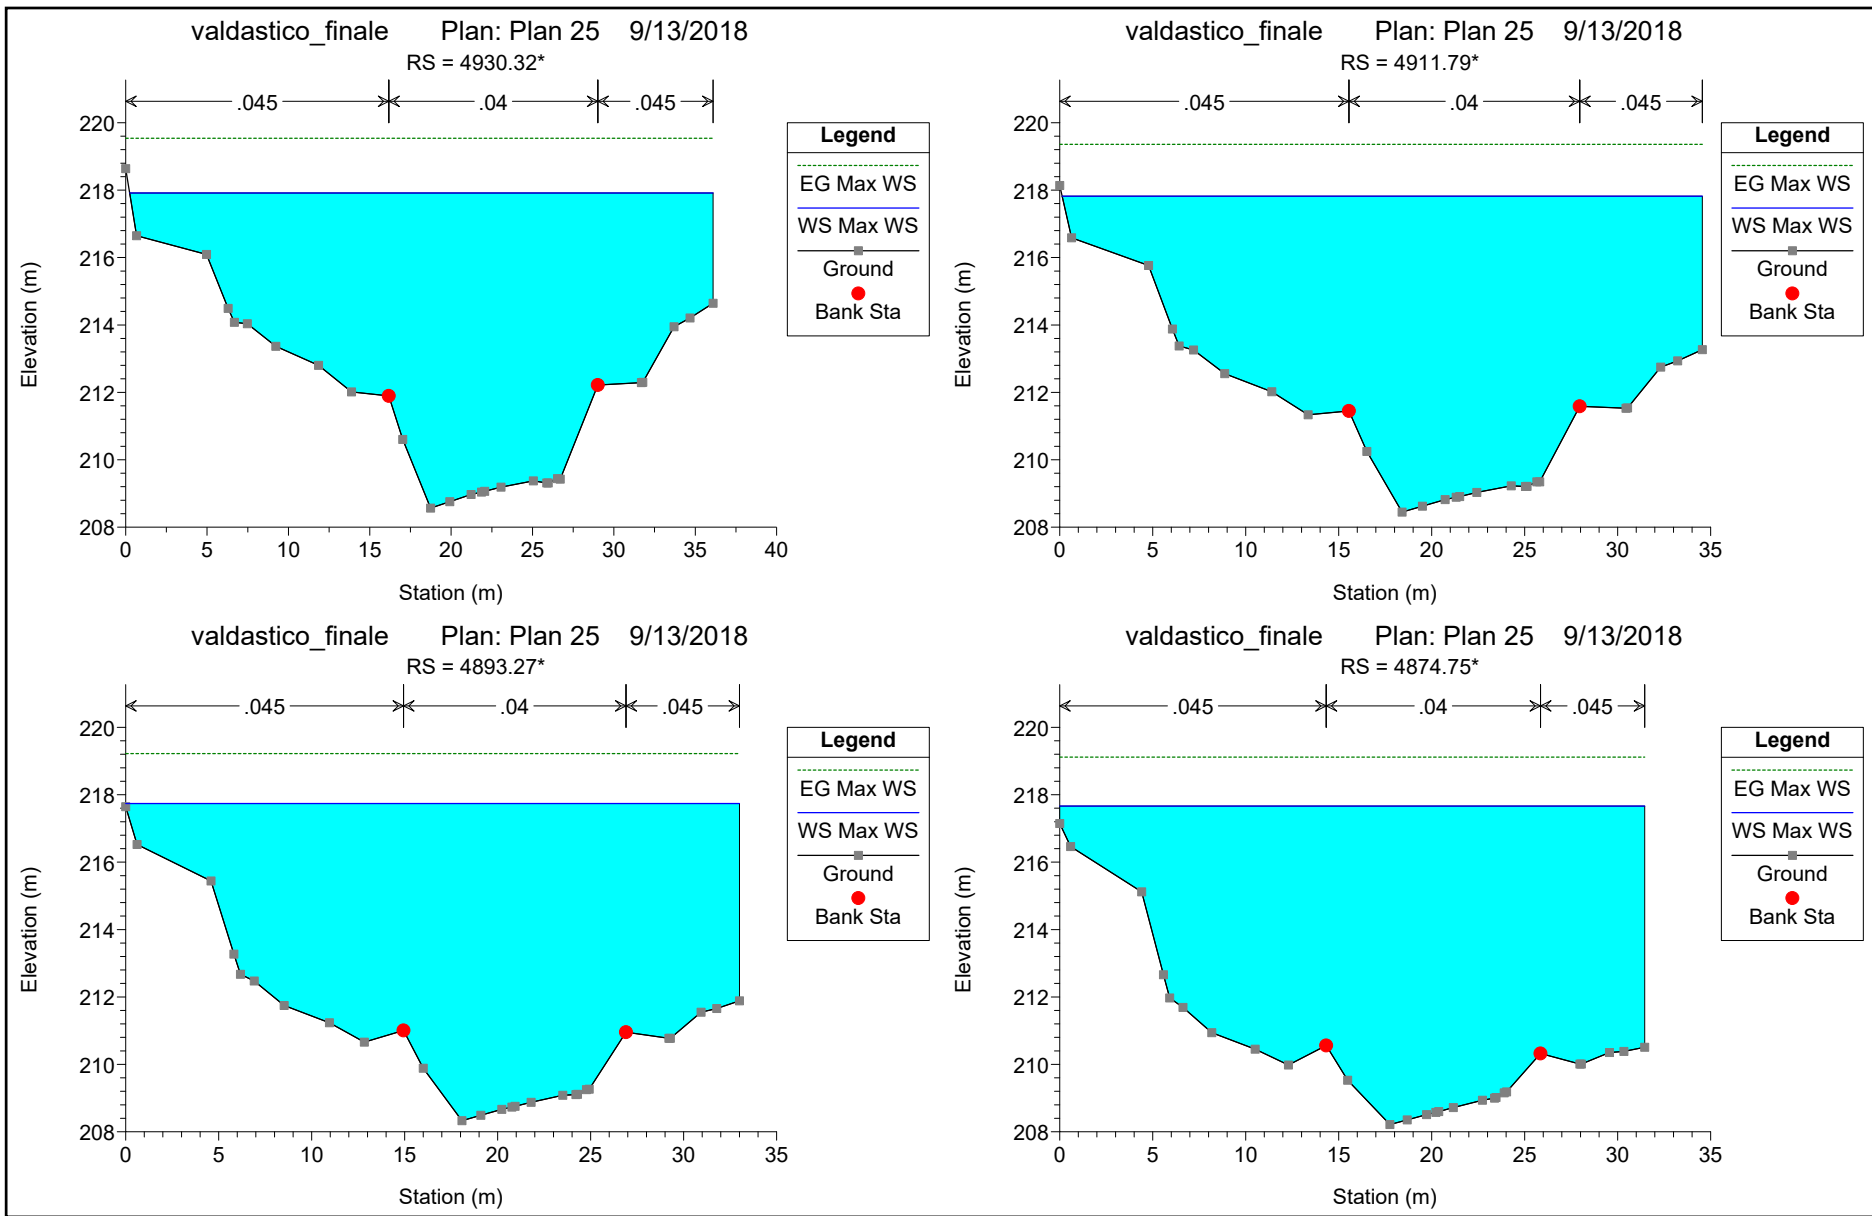 valdastico_finale Plan: Plan 25 9/13/2018
RS = 4930.32*
.045 .04 .045
220
218
216
214
212
210
208
0 5 10 15 20 25 30 35 40
Elevation (m)
Station (m)
Legend
EG Max WS
WS Max WS
Ground
Bank Sta
valdastico_finale Plan: Plan 25 9/13/2018
RS = 4911.79*
.045 .04 .045
220
218
216
214
212
210
208
0 5 10 15 20 25 30 35
Elevation (m)
Station (m)
Legend
EG Max WS
WS Max WS
Ground
Bank Sta
valdastico_finale Plan: Plan 25 9/13/2018
RS = 4893.27*
.045 .04 .045
220
218
216
214
212
210
208
0 5 10 15 20 25 30 35
Elevation (m)
Station (m)
Legend
EG Max WS
WS Max WS
Ground
Bank Sta
valdastico_finale Plan: Plan 25 9/13/2018
RS = 4874.75*
.045 .04 .045
220
218
216
214
212
210
208
0 5 10 15 20 25 30 35
Elevation (m)
Station (m)
Legend
EG Max WS
WS Max WS
Ground
Bank Sta